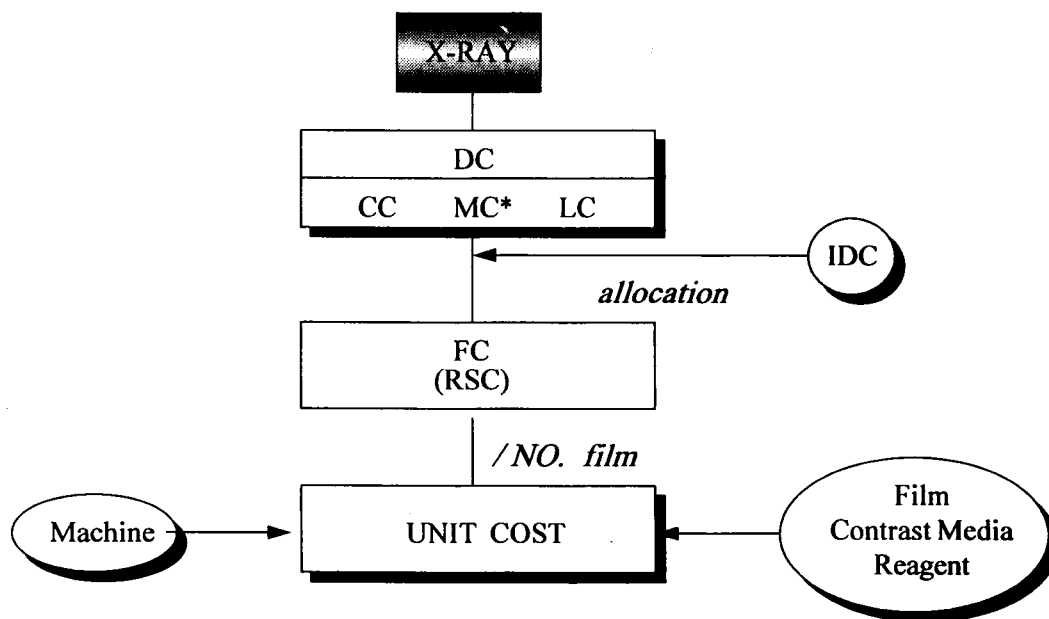 X-RAY
DC
CC MC* LC
IDC
allocation
FC
(RSC)
/ NO. film
Machine
UNIT COST
Film
Contrast Media
Reagent